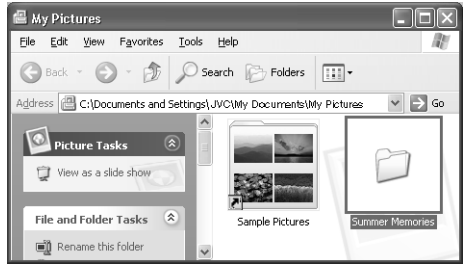 My Pictures
File Edit View Favorites Tools Help
Back Search Folders
Address C:\Documents and Settings\JVC\My Documents\My Pictures Go
Picture Tasks
View as a slide show
File and Folder Tasks
Rename this folder
Sample Pictures
Summer Memories